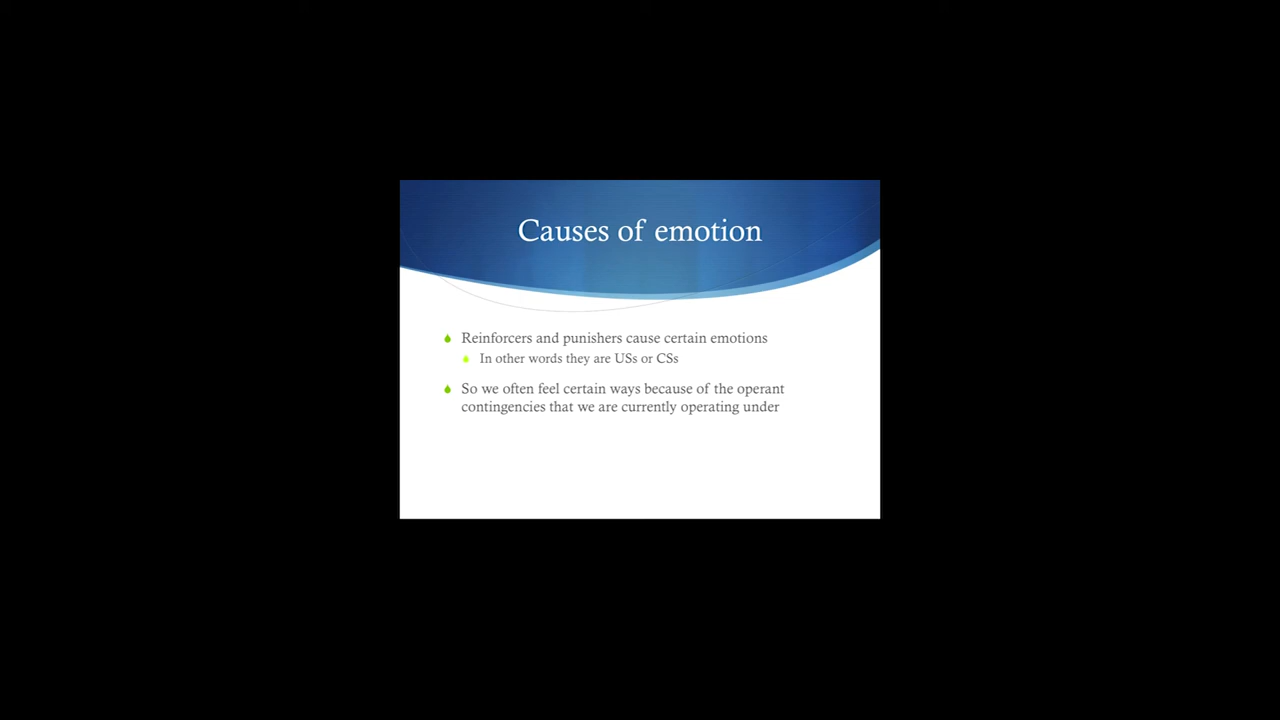 Causes of emotion
Reinforcers and punishers cause certain emotions
In other words they are USs or CSs
So we often feel certain ways because of the operant
contingencies that we are currently operating under